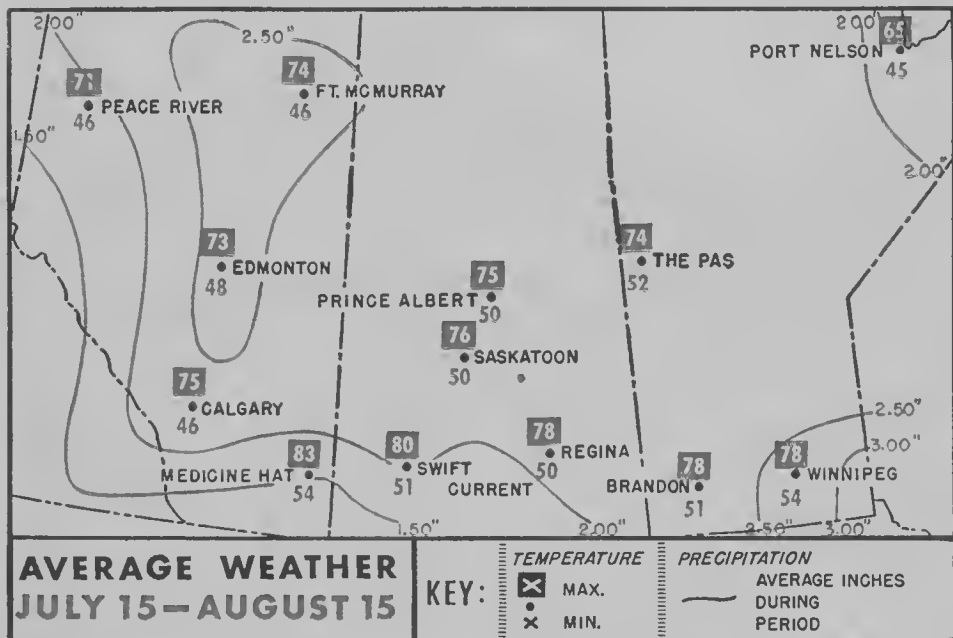 2.00"
2.50"
2.00"
65
PORT NELSON
45
71
PEACE RIVER
46
74
FT. MCMURRAY
46
1.50"
2.00"
73
EDMONTON
48
74
THE PAS
52
75
PRINCE ALBERT
50
76
SASKATOON
50
75
CALGARY
46
2.50"
3.00"
83
MEDICINE HAT
54
80
SWIFT
CURRENT
51
78
REGINA
50
78
BRANDON
51
78
WINNIPEG
54
1.50"
2.00"
2.50"
3.00"
AVERAGE WEATHER
JULY 15—AUGUST 15
KEY:
TEMPERATURE
X MAX.
X MIN.
PRECIPITATION
AVERAGE INCHES
DURING
PERIOD